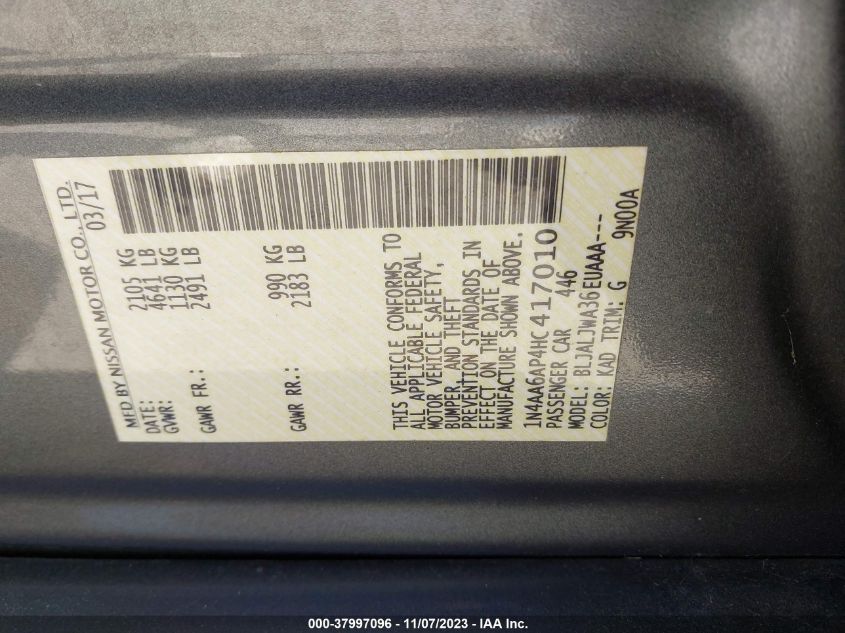 MFD BY NISSAN MOTOR CO., LTD.
DATE: 03/17
GVWR: 2105 KG
4641 LB
GAWR FR.: 1130 KG
2491 LB
GAWR RR.: 990 KG
2183 LB
THIS VEHICLE CONFORMS TO
ALL APPLICABLE FEDERAL
MOTOR VEHICLE SAFETY,
BUMPER, AND THEFT
PREVENTION STANDARDS IN
EFFECT ON THE DATE OF
MANUFACTURE SHOWN ABOVE.
1N4AA6AP4HC417010
PASSENGER CAR 446
MODEL: BLJALJWA36EUAAA---
COLOR: KAD TRIM: G 9N00A
000-37997096 - 11/07/2023 - IAA Inc.